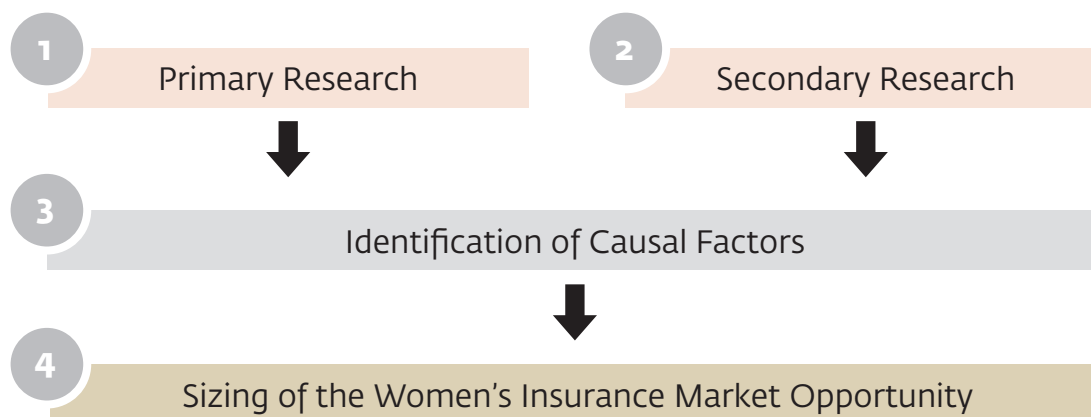 1
Primary Research
2
Secondary Research
3
Identification of Causal Factors
4
Sizing of the Women’s Insurance Market Opportunity